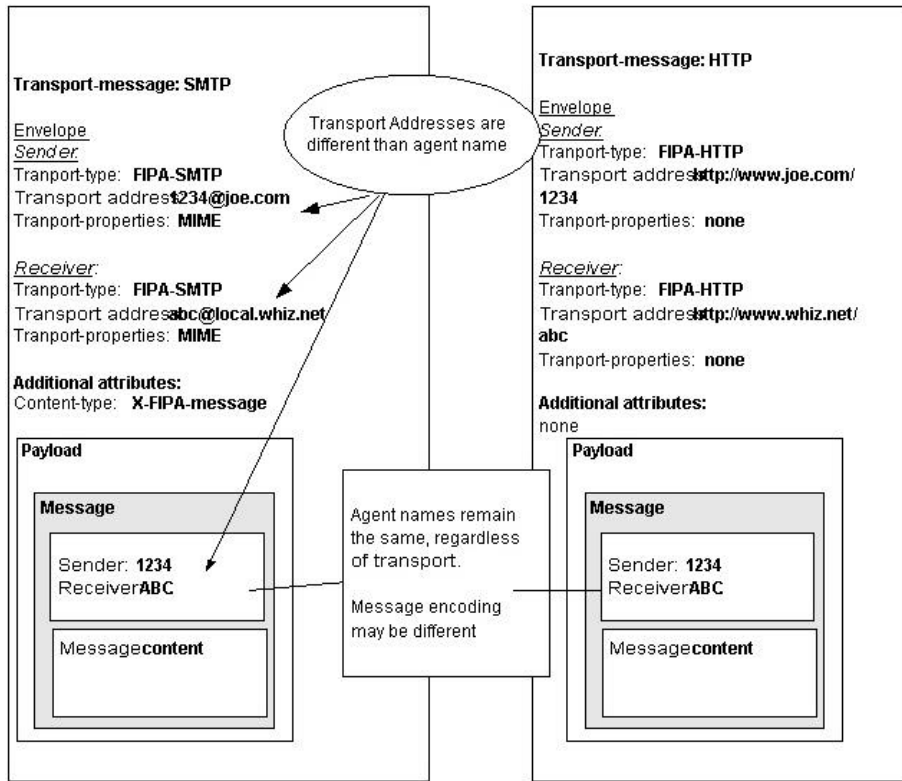 Transport-message: SMTP
Envelope
Sender:
Tranport-type: FIPA-SMTP
Transport address:1234@joe.com
Tranport-properties: MIME
Receiver:
Tranport-type: FIPA-SMTP
Transport address:abc@local.whiz.net
Tranport-properties: MIME
Additional attributes:
Content-type: X-FIPA-message
Payload
Message
Sender: 1234
Receiver:ABC
Message content
Transport Addresses are
different than agent name
Agent names remain
the same, regardless
of transport.
Message encoding
may be different
Transport-message: HTTP
Envelope
Sender:
Tranport-type: FIPA-HTTP
Transport address:http://www.joe.com/
1234
Tranport-properties: none
Receiver:
Tranport-type: FIPA-HTTP
Transport address:http://www.whiz.net/
abc
Tranport-properties: none
Additional attributes:
none
Payload
Message
Sender: 1234
Receiver:ABC
Message content